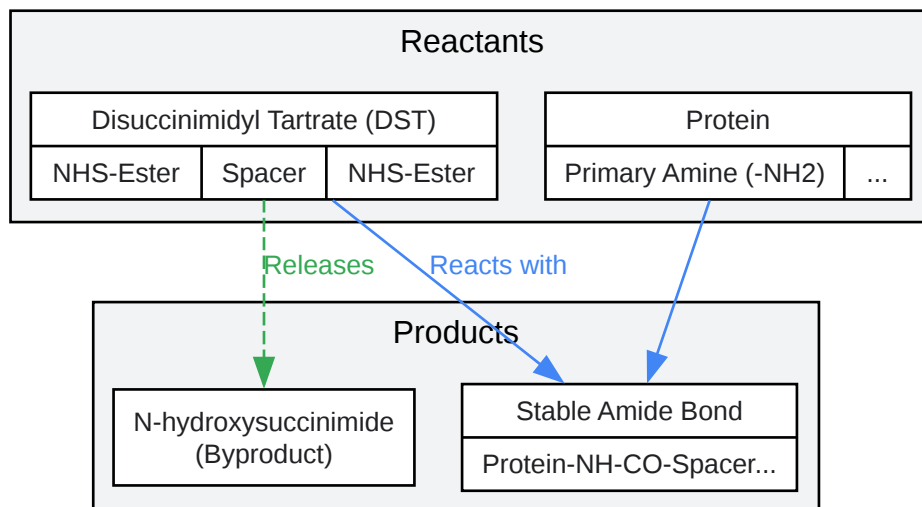 Reactants
Disuccinimidyl Tartrate (DST)
NHS-Ester
Spacer
NHS-Ester
Protein
Primary Amine (-NH2)
...
Releases
Reacts with
Products
N-hydroxysuccinimide
(Byproduct)
Stable Amide Bond
Protein-NH-CO-Spacer...